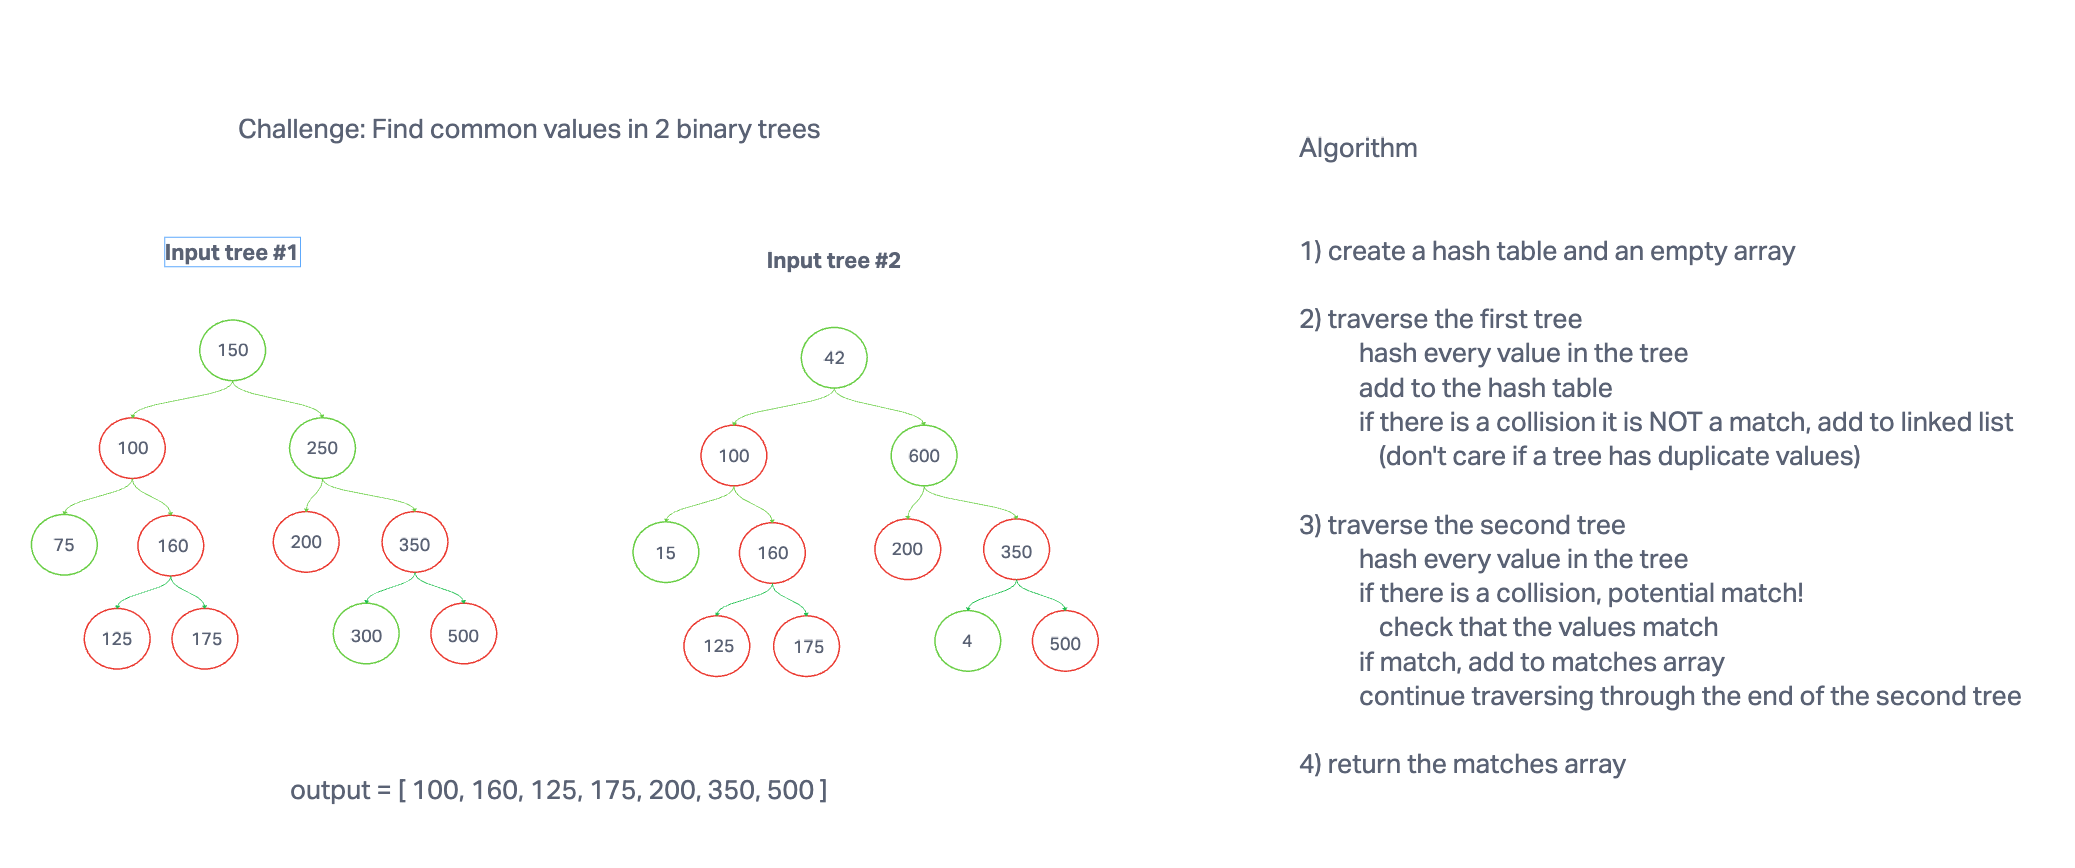 Challenge: Find common values in 2 binary trees
Input tree #1
150
100
250
75
160
200
350
125
175
300
500
Input tree #2
42
100
600
15
160
200
350
125
175
4
500
output = [ 100, 160, 125, 175, 200, 350, 500 ]
Algorithm
1) create a hash table and an empty array
2) traverse the first tree
hash every value in the tree
add to the hash table
if there is a collision it is NOT a match, add to linked list
(don't care if a tree has duplicate values)
3) traverse the second tree
hash every value in the tree
if there is a collision, potential match!
check that the values match
if match, add to matches array
continue traversing through the end of the second tree
4) return the matches array